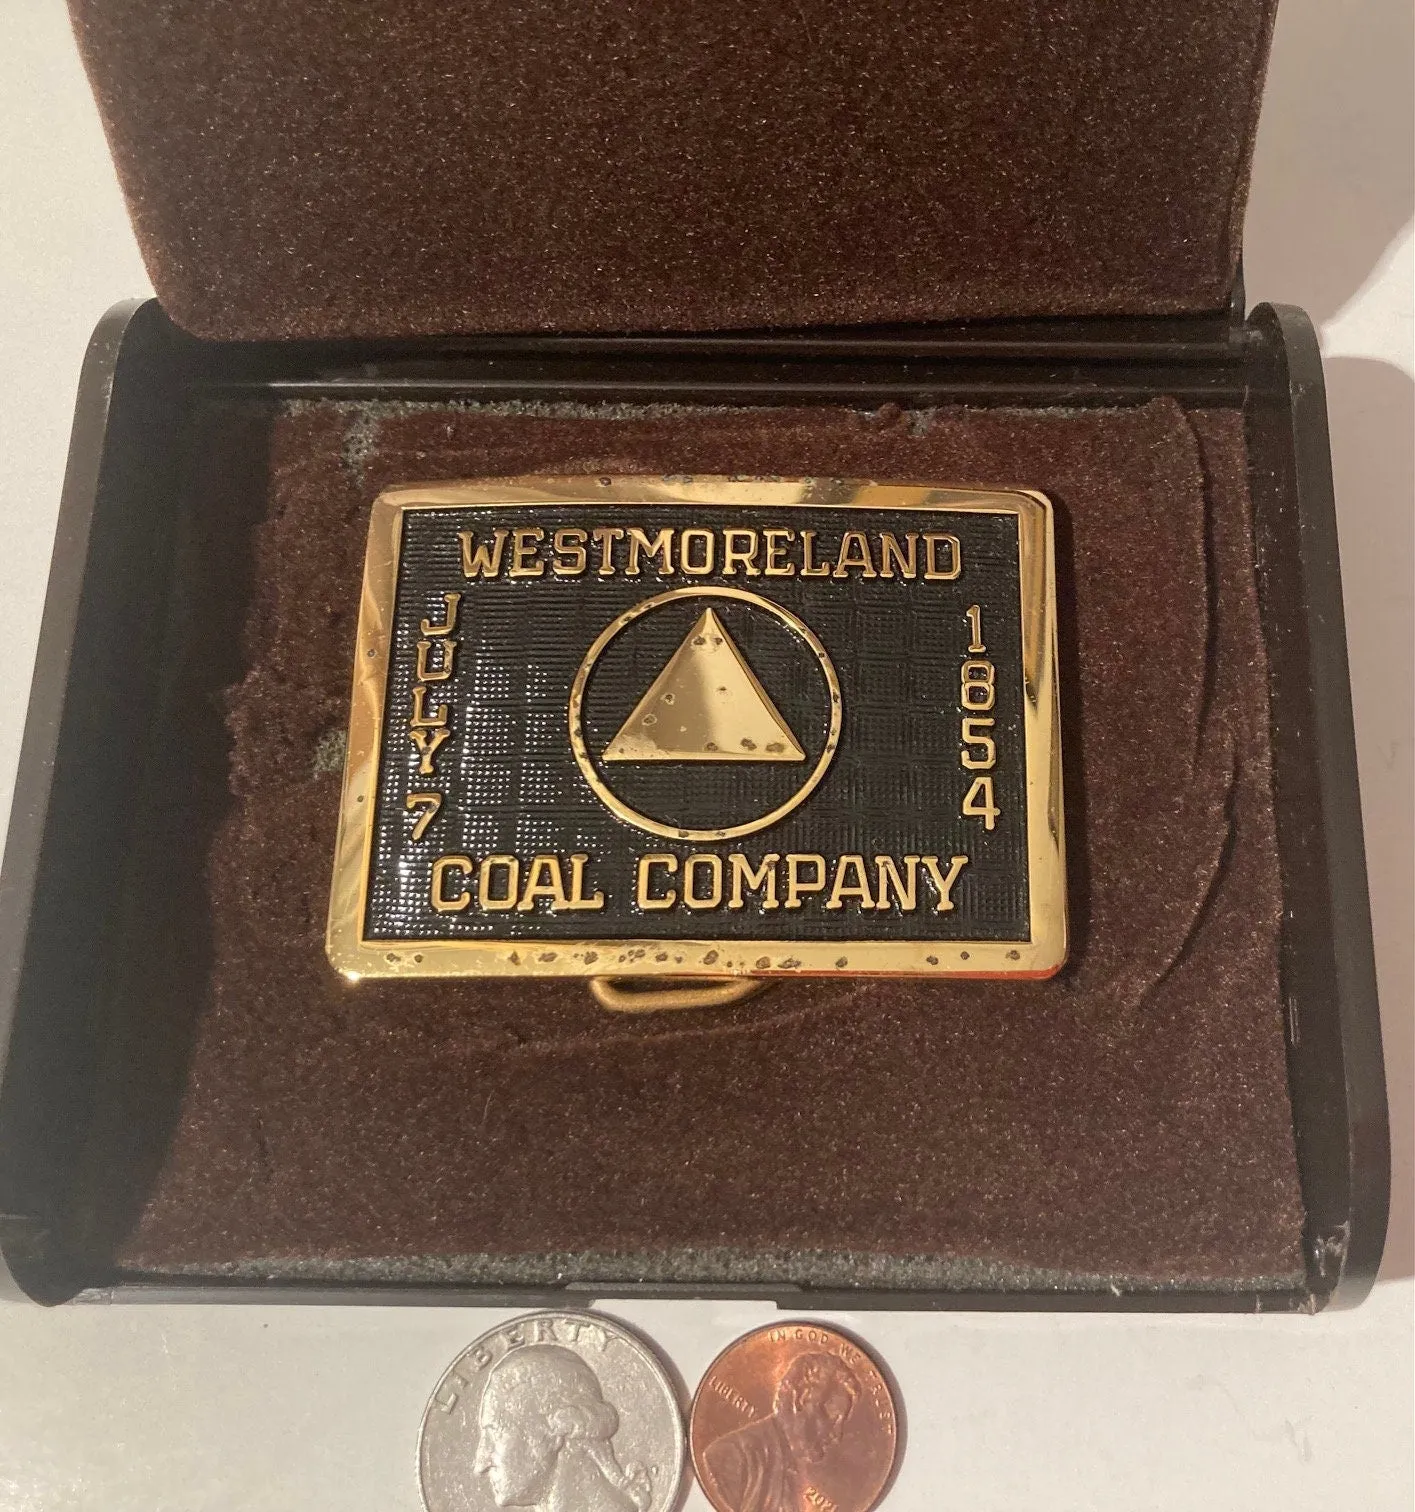 WESTMORELAND
JULY 7
1854
COAL COMPANY
LIBERTY
IN GOD WE TRUST
LIBERTY